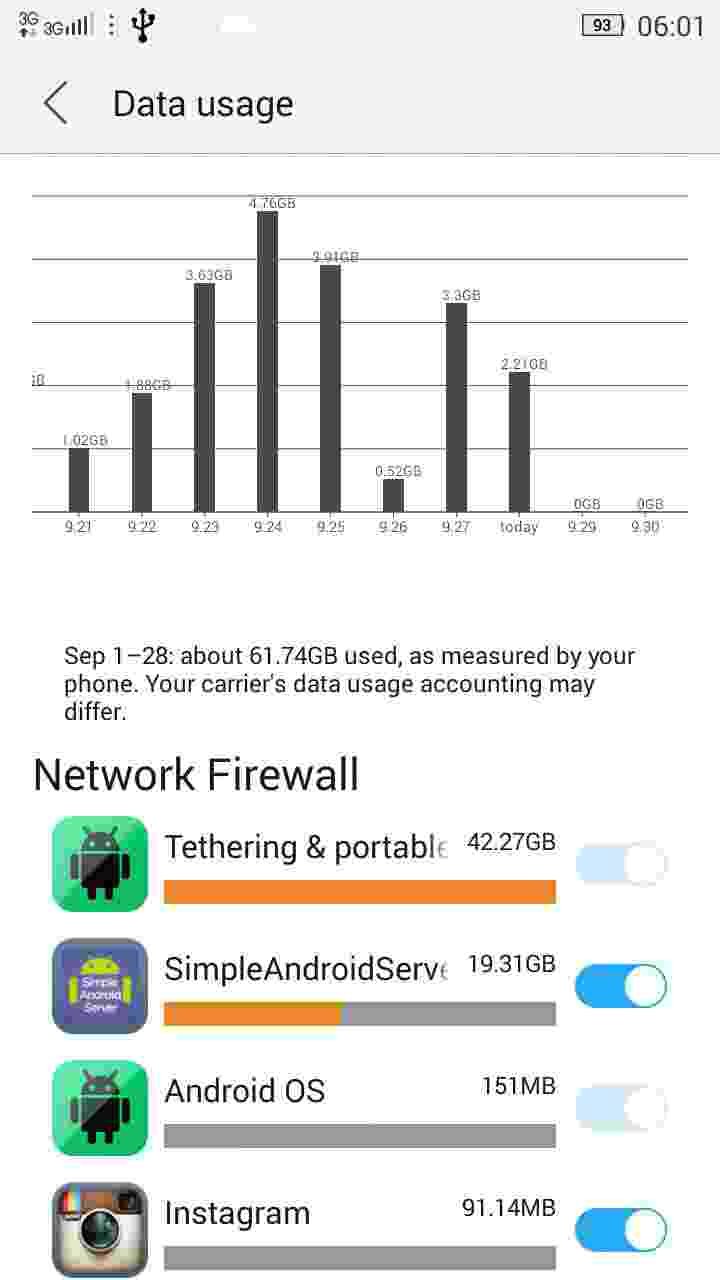 3G
3G
93
06:01
Data usage
4.76GB
3.91GB
3.63GB
3.3GB
2.21GB
1.88GB
1.02GB
0.52GB
0GB
0GB
9.21
9.22
9.23
9.24
9.25
9.26
9.27
today
9.29
9.30
Sep 1–28: about 61.74GB used, as measured by your
phone. Your carrier's data usage accounting may
differ.
Network Firewall
Tethering & portable
42.27GB
Simple
Android
Server
SimpleAndroidServe
19.31GB
Android OS
151MB
Instagram
91.14MB